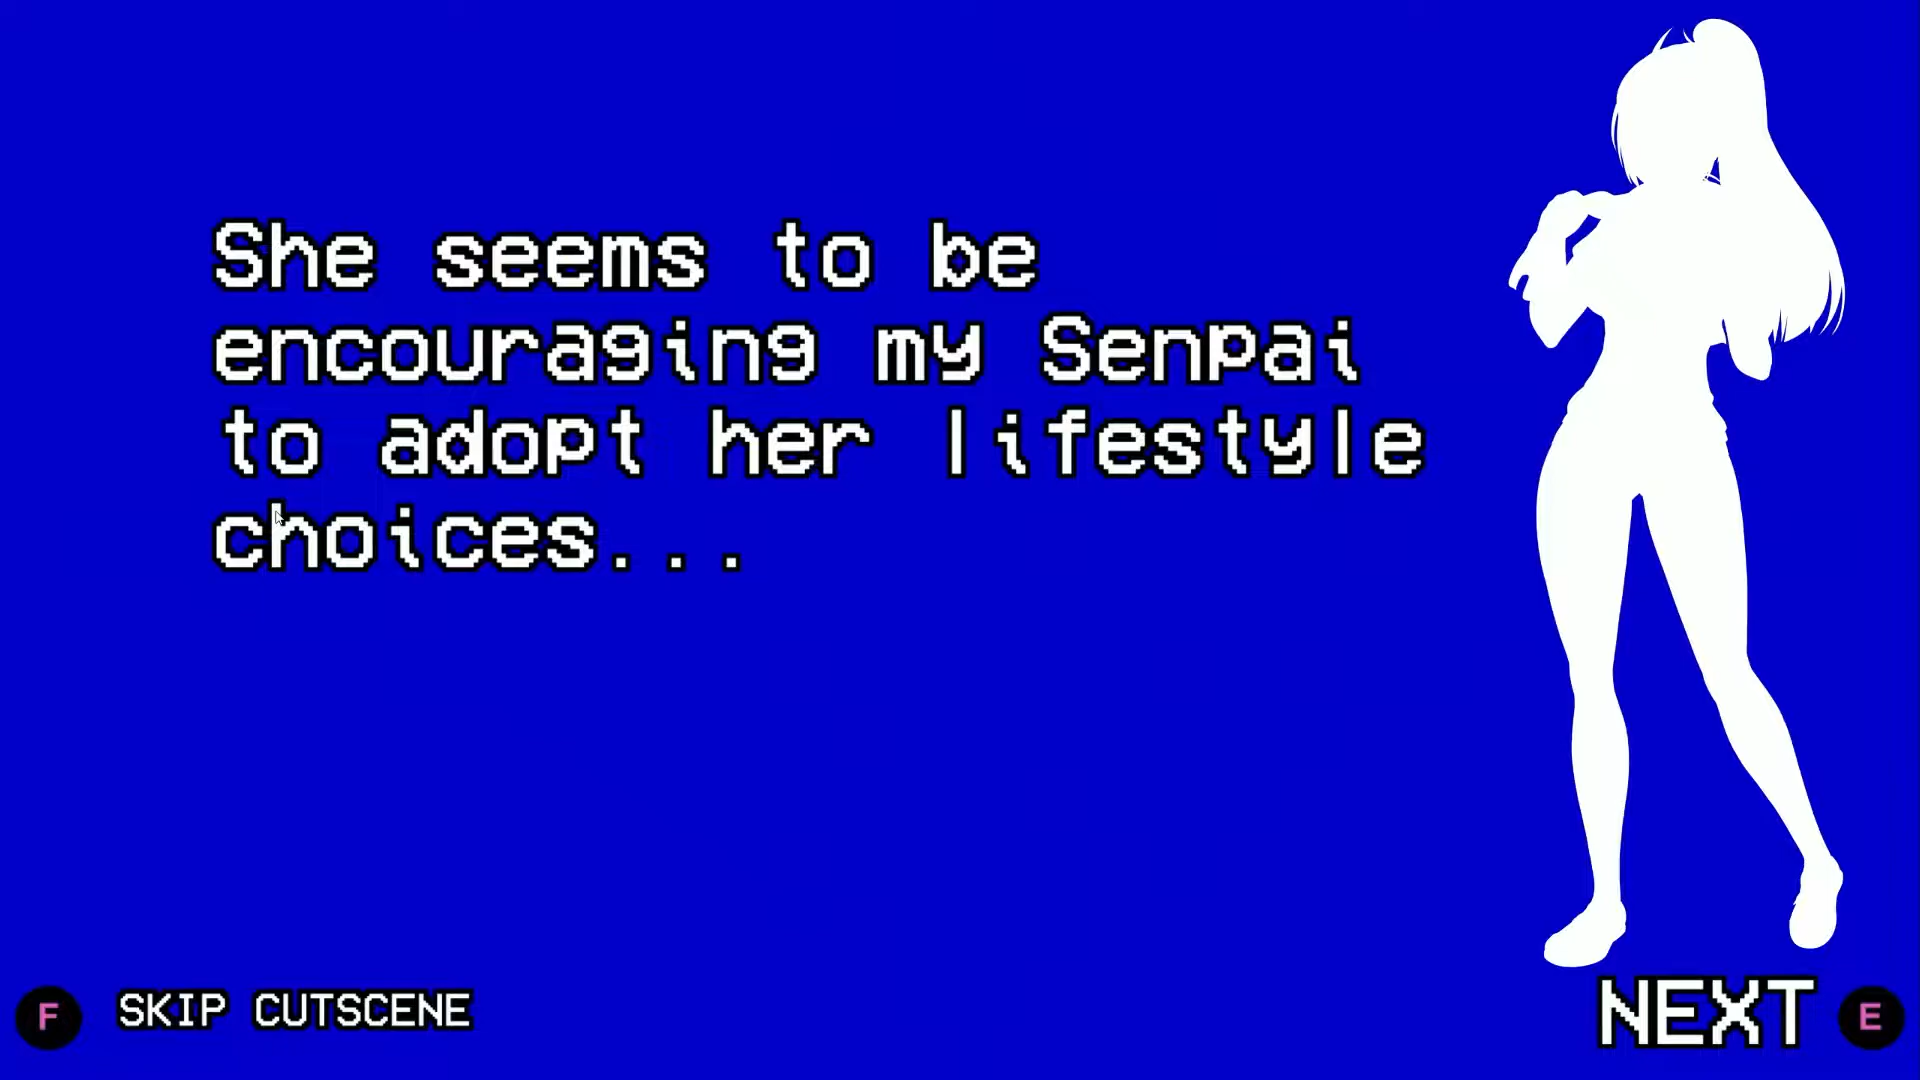 She seems to be
encouraging my Senpai
to adopt her lifestyle
choices...
F SKIP CUTSCENE
NEXT E